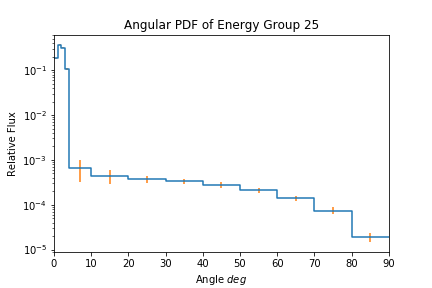 Angular PDF of Energy Group 25
Relative Flux
10⁻¹
10⁻²
10⁻³
10⁻⁴
10⁻⁵
0 10 20 30 40 50 60 70 80 90
Angle deg